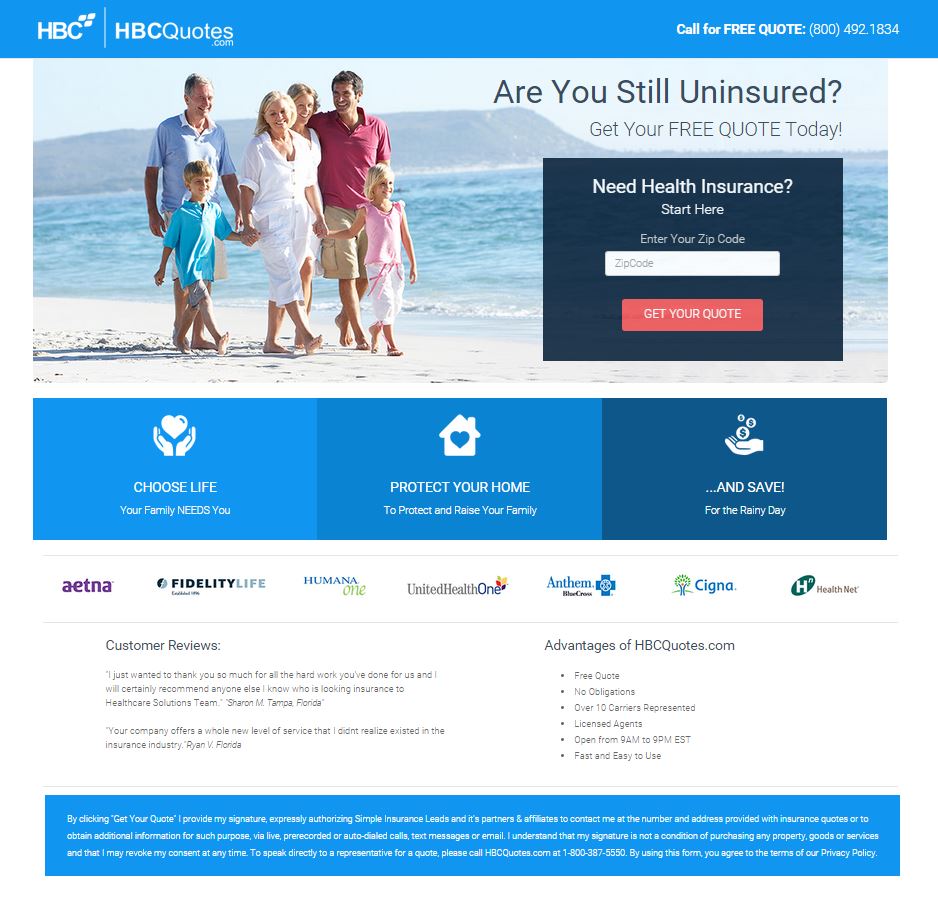 HBC HBCQuotes
.com
Call for FREE QUOTE: (800) 492.1834
Are You Still Uninsured?
Get Your FREE QUOTE Today!
Need Health Insurance?
Start Here
Enter Your Zip Code
ZipCode
GET YOUR QUOTE
CHOOSE LIFE
Your Family NEEDS You
PROTECT YOUR HOME
To Protect and Raise Your Family
...AND SAVE!
For the Rainy Day
aetna
FIDELITYLIFE
Established 1896
HUMANA
one
UnitedHealthOne
Anthem.
BlueCross
Cigna.
H
Health Net
Customer Reviews:
"I just wanted to thank you so much for all the hard work you've done for us and I
will certainly recommend anyone else I know who is looking insurance to
Healthcare Solutions Team." "Sharon M. Tampa, Florida"
"Your company offers a whole new level of service that I didnt realize existed in the
insurance industry."Ryan V. Florida
Advantages of HBCQuotes.com
Free Quote
No Obligations
Over 10 Carriers Represented
Licensed Agents
Open from 9AM to 9PM EST
Fast and Easy to Use
By clicking "Get Your Quote" I provide my signature, expressly authorizing Simple Insurance Leads and it's partners & affiliates to contact me at the number and address provided with insurance quotes or to
obtain additional information for such purpose, via live, prerecorded or auto-dialed calls, text messages or email. I understand that my signature is not a condition of purchasing any property, goods or services
and that I may revoke my consent at any time. To speak directly to a representative for a quote, please call HBCQuotes.com at 1-800-387-5550. By using this form, you agree to the terms of our Privacy Policy.